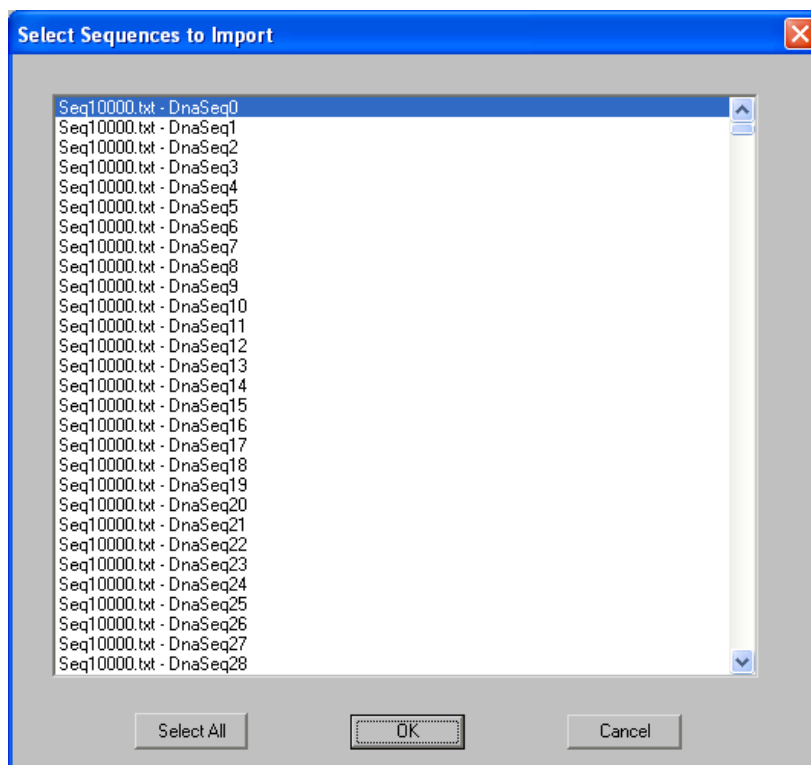 Select Sequences to Import
Seq10000.txt - DnaSeq0
Seq10000.txt - DnaSeq1
Seq10000.txt - DnaSeq2
Seq10000.txt - DnaSeq3
Seq10000.txt - DnaSeq4
Seq10000.txt - DnaSeq5
Seq10000.txt - DnaSeq6
Seq10000.txt - DnaSeq7
Seq10000.txt - DnaSeq8
Seq10000.txt - DnaSeq9
Seq10000.txt - DnaSeq10
Seq10000.txt - DnaSeq11
Seq10000.txt - DnaSeq12
Seq10000.txt - DnaSeq13
Seq10000.txt - DnaSeq14
Seq10000.txt - DnaSeq15
Seq10000.txt - DnaSeq16
Seq10000.txt - DnaSeq17
Seq10000.txt - DnaSeq18
Seq10000.txt - DnaSeq19
Seq10000.txt - DnaSeq20
Seq10000.txt - DnaSeq21
Seq10000.txt - DnaSeq22
Seq10000.txt - DnaSeq23
Seq10000.txt - DnaSeq24
Seq10000.txt - DnaSeq25
Seq10000.txt - DnaSeq26
Seq10000.txt - DnaSeq27
Seq10000.txt - DnaSeq28
Select All OK Cancel